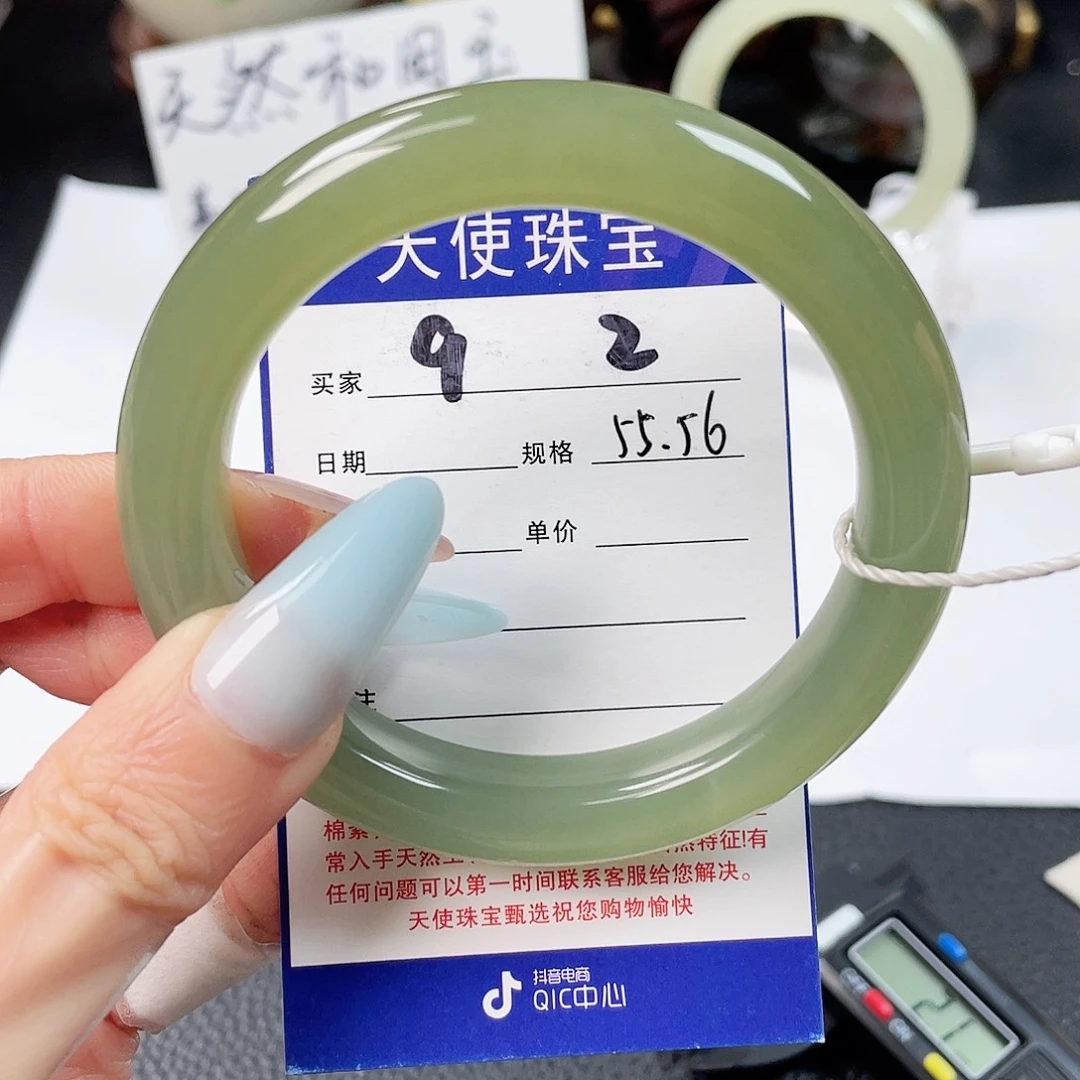 天然和田玉
天使珠宝
买家 9 2
日期 规格 55.56
单价
注
棉絮
常入手天然玉 然特征!有
任何问题可以第一时间联系客服给您解决。
天使珠宝甄选祝您购物愉快
抖音电商
QIC中心